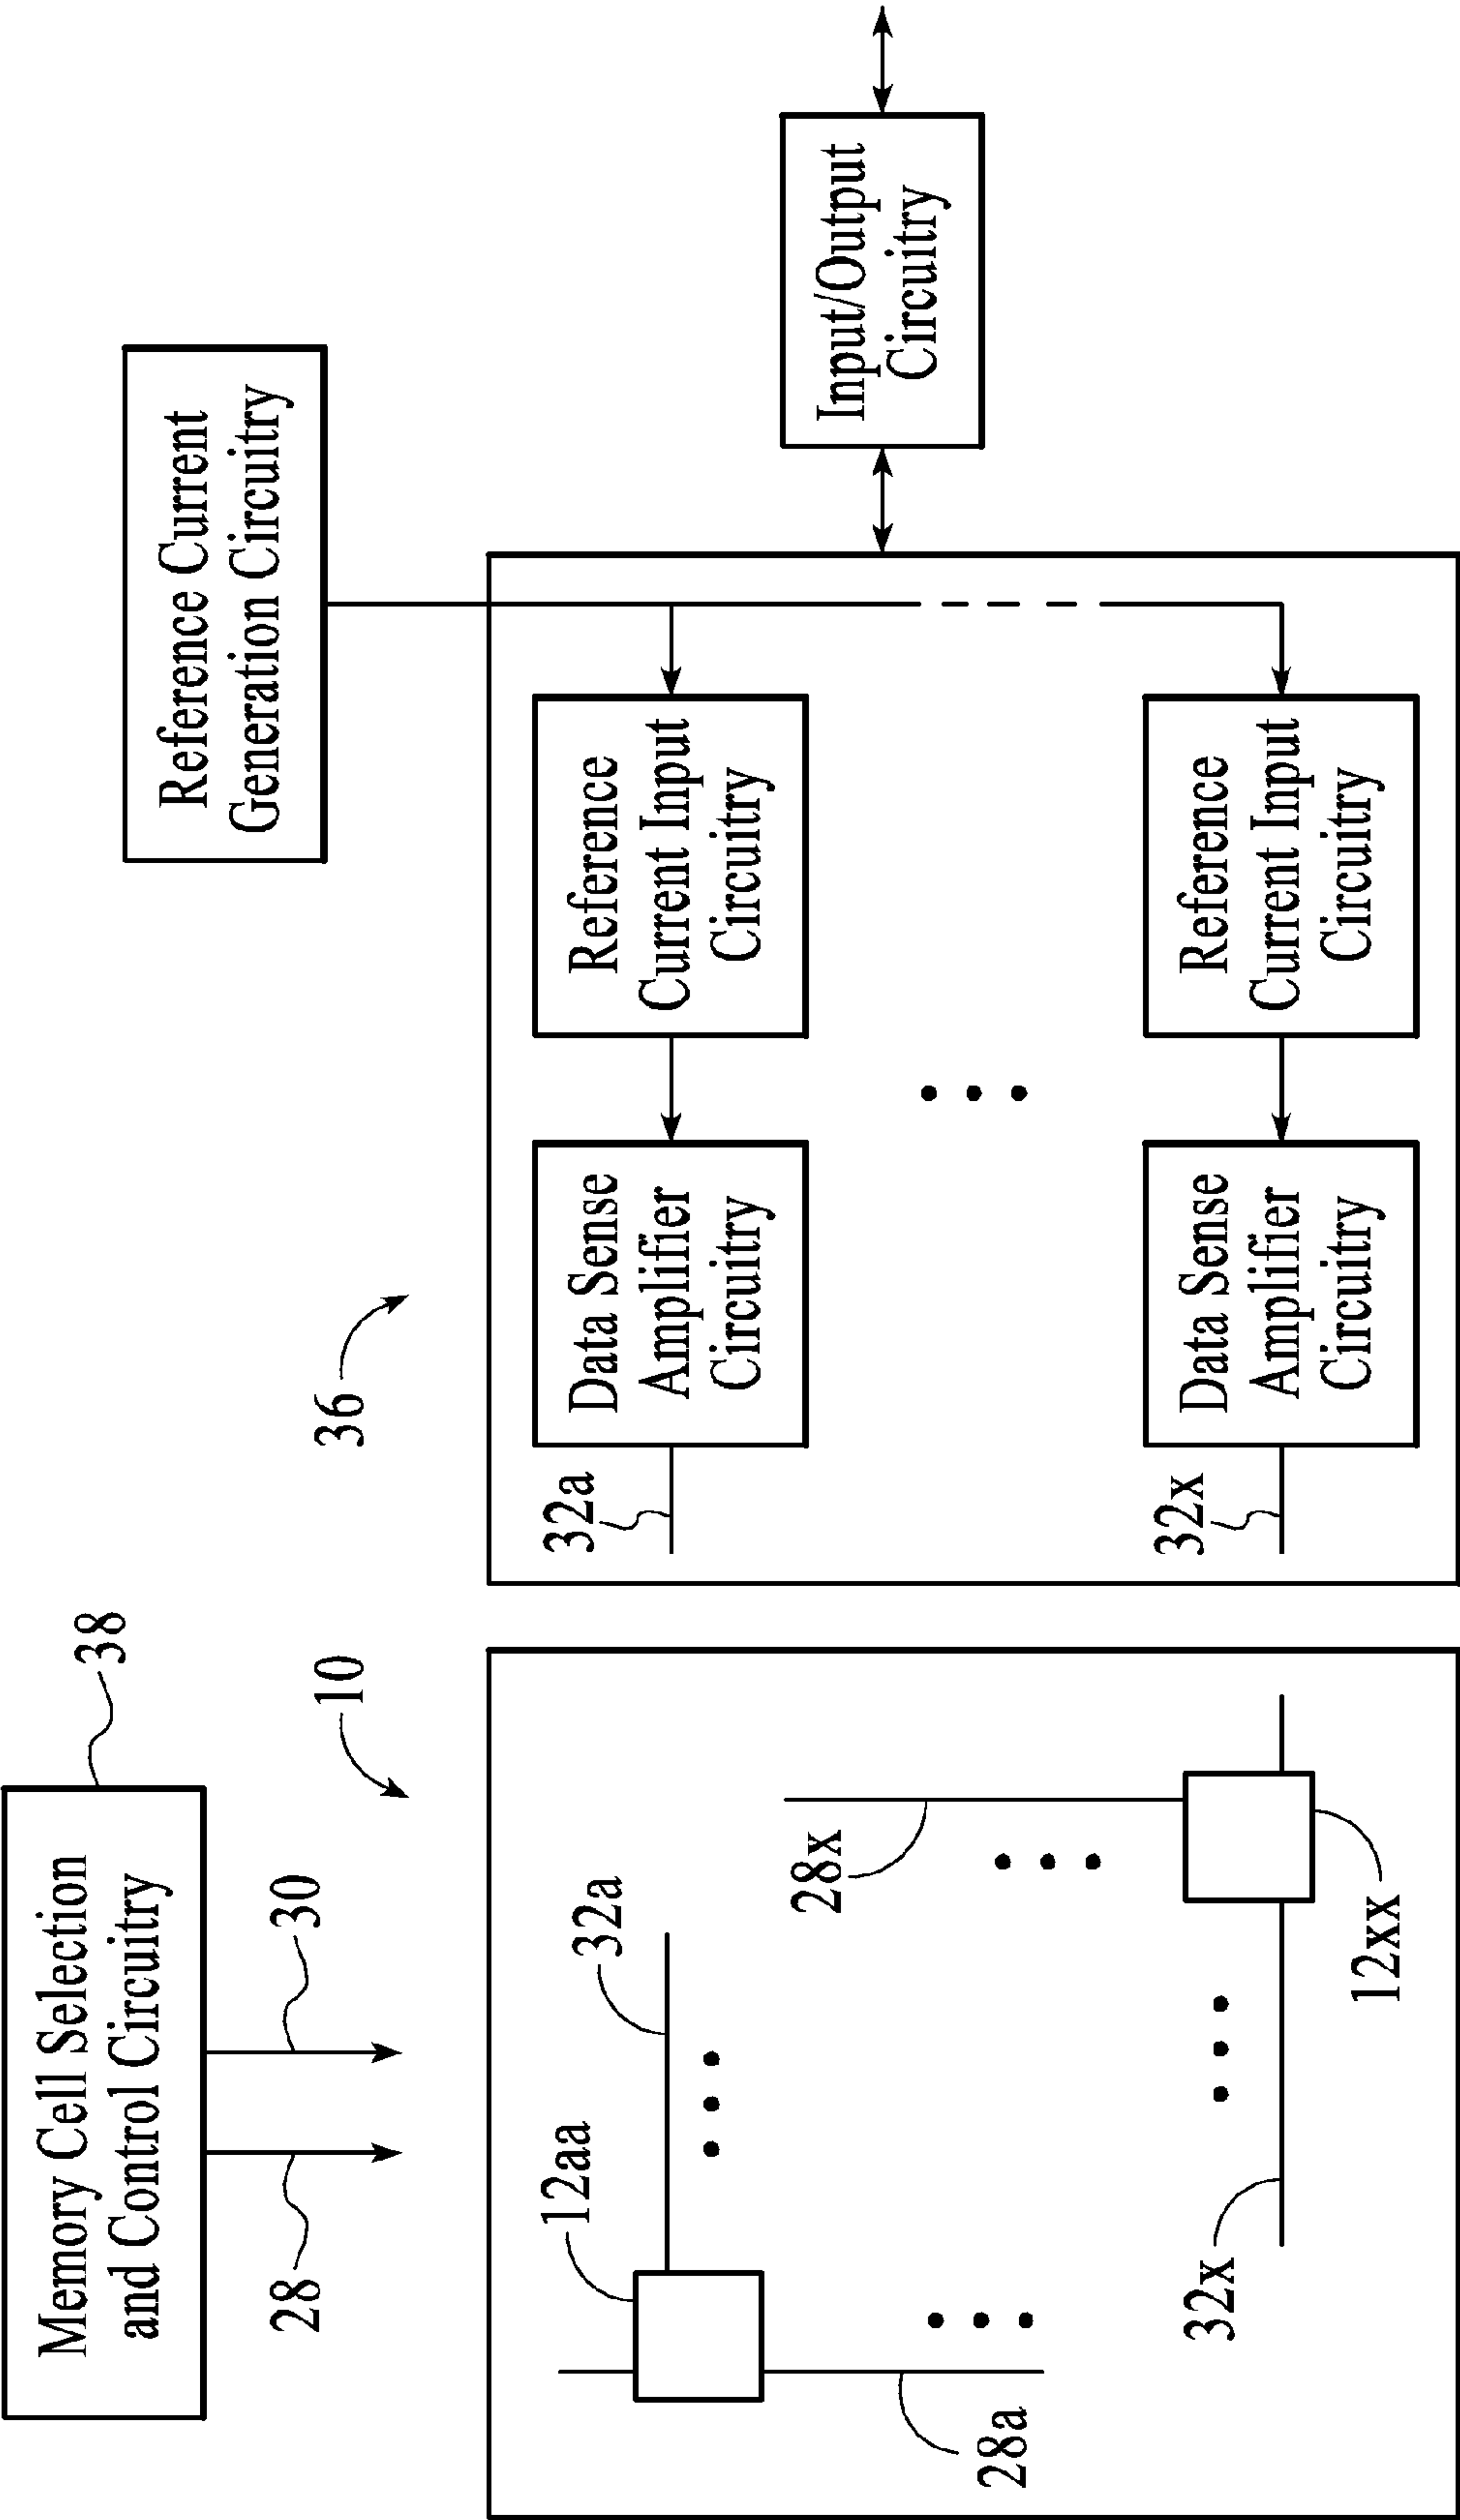 Memory Cell Selection
and Control Circuitry
38
28
30
10
12aa
32a
28a
28x
32x
12xx
36
Reference Current
Generation Circuitry
32a
Data Sense
Amplifier
Circuitry
Reference
Current Input
Circuitry
32x
Data Sense
Amplifier
Circuitry
Reference
Current Input
Circuitry
Input/Output
Circuitry